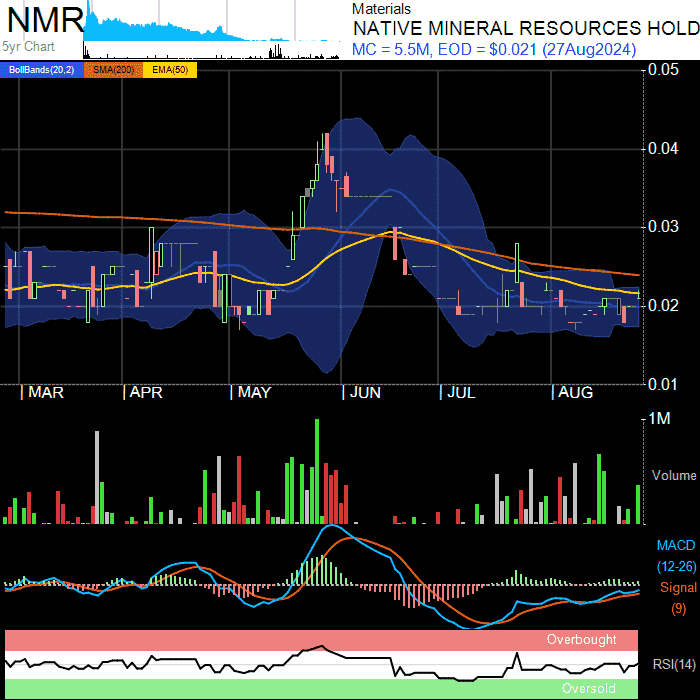 NMR
Materials
NATIVE MINERAL RESOURCES HOLD
5yr Chart
MC = 5.5M, EOD = $0.021 (27Aug2024)
BollBands(20,2) SMA(200) EMA(50)
0.05
0.04
0.03
0.02
0.01
MAR APR MAY JUN JUL AUG
1M
Volume
MACD
(12-26)
Signal
(9)
Overbought
RSI(14)
Oversold